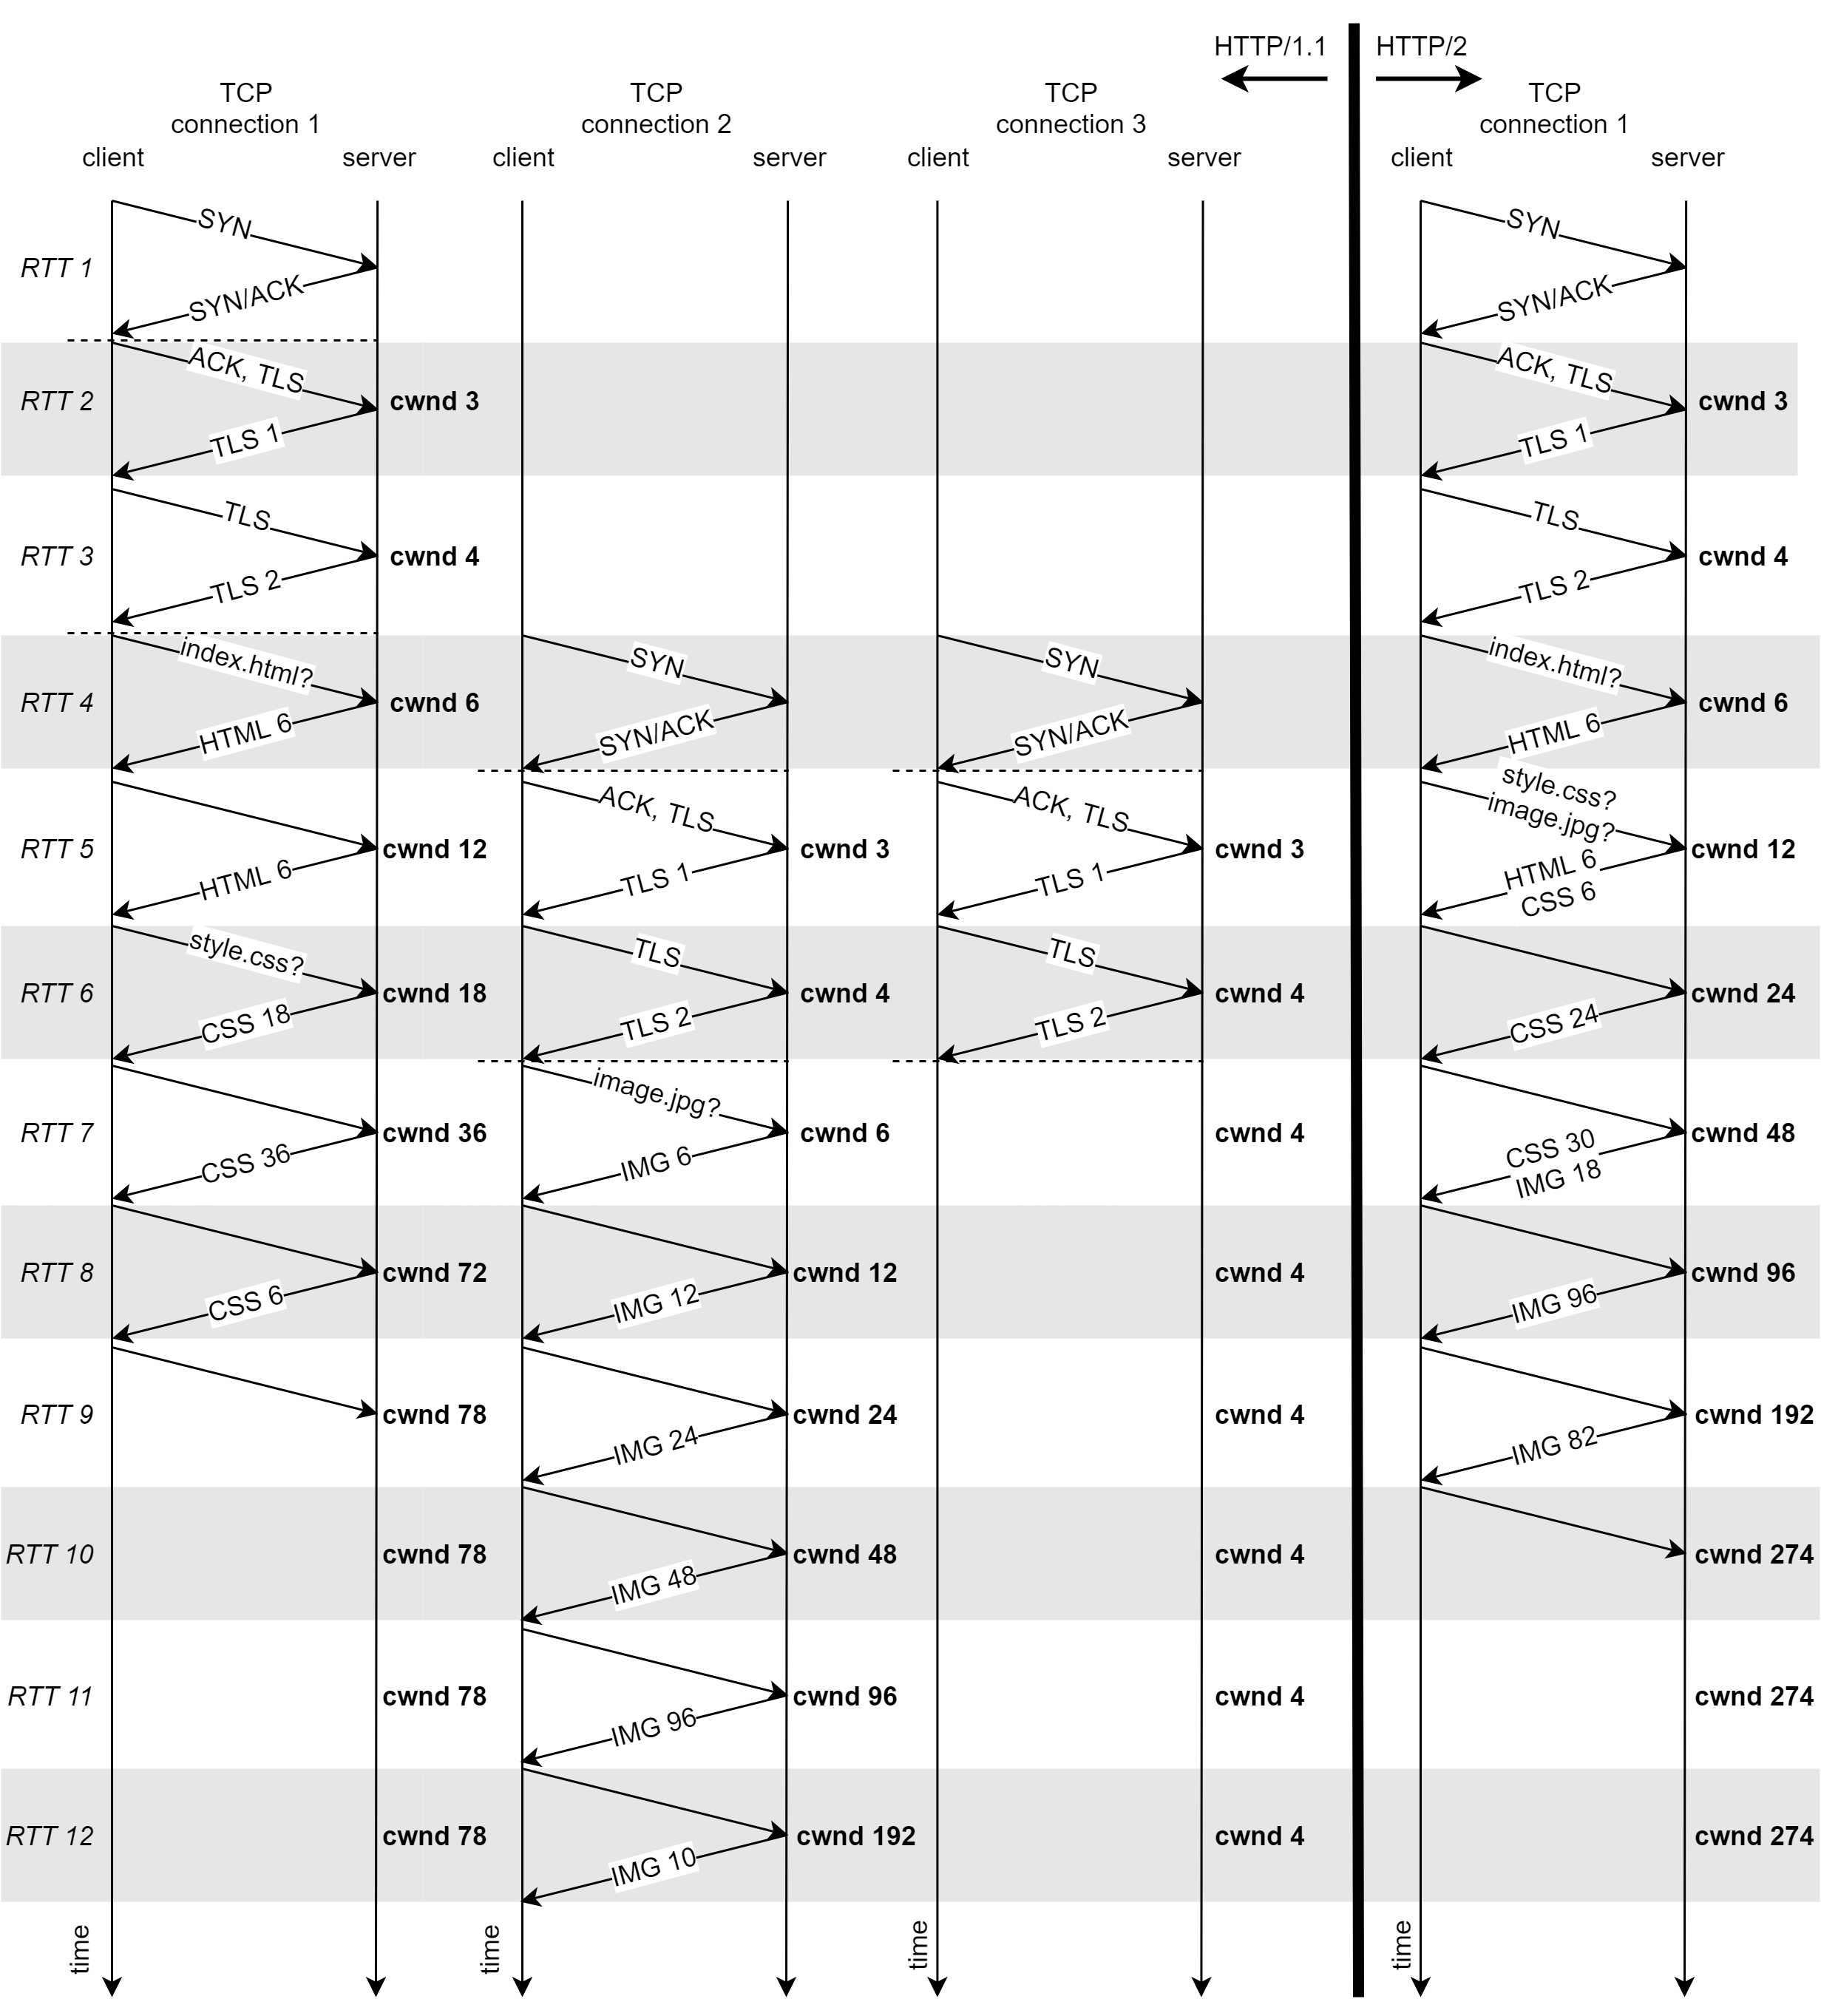 HTTP/1.1
HTTP/2
TCP
connection 1
TCP
connection 2
TCP
connection 3
TCP
connection 1
client
server
client
server
client
server
client
server
RTT 1
SYN
SYN/ACK
SYN
SYN/ACK
RTT 2
ACK, TLS
cwnd 3
TLS 1
ACK, TLS
cwnd 3
TLS 1
RTT 3
TLS
cwnd 4
TLS 2
TLS
cwnd 4
TLS 2
RTT 4
index.html?
cwnd 6
HTML 6
SYN
SYN/ACK
SYN
SYN/ACK
index.html?
cwnd 6
HTML 6
RTT 5
cwnd 12
HTML 6
ACK, TLS
cwnd 3
TLS 1
ACK, TLS
cwnd 3
TLS 1
style.css?
image.jpg?
cwnd 12
HTML 6
CSS 6
RTT 6
style.css?
cwnd 18
CSS 18
TLS
cwnd 4
TLS 2
TLS
cwnd 4
TLS 2
cwnd 24
CSS 24
RTT 7
cwnd 36
CSS 36
image.jpg?
cwnd 6
IMG 6
cwnd 4
cwnd 48
CSS 30
IMG 18
RTT 8
cwnd 72
CSS 6
cwnd 12
IMG 12
cwnd 4
cwnd 96
IMG 96
RTT 9
cwnd 78
cwnd 24
IMG 24
cwnd 4
cwnd 192
IMG 82
RTT 10
cwnd 78
cwnd 48
IMG 48
cwnd 4
cwnd 274
RTT 11
cwnd 78
cwnd 96
IMG 96
cwnd 4
cwnd 274
RTT 12
cwnd 78
cwnd 192
IMG 10
cwnd 4
cwnd 274
time
time
time
time